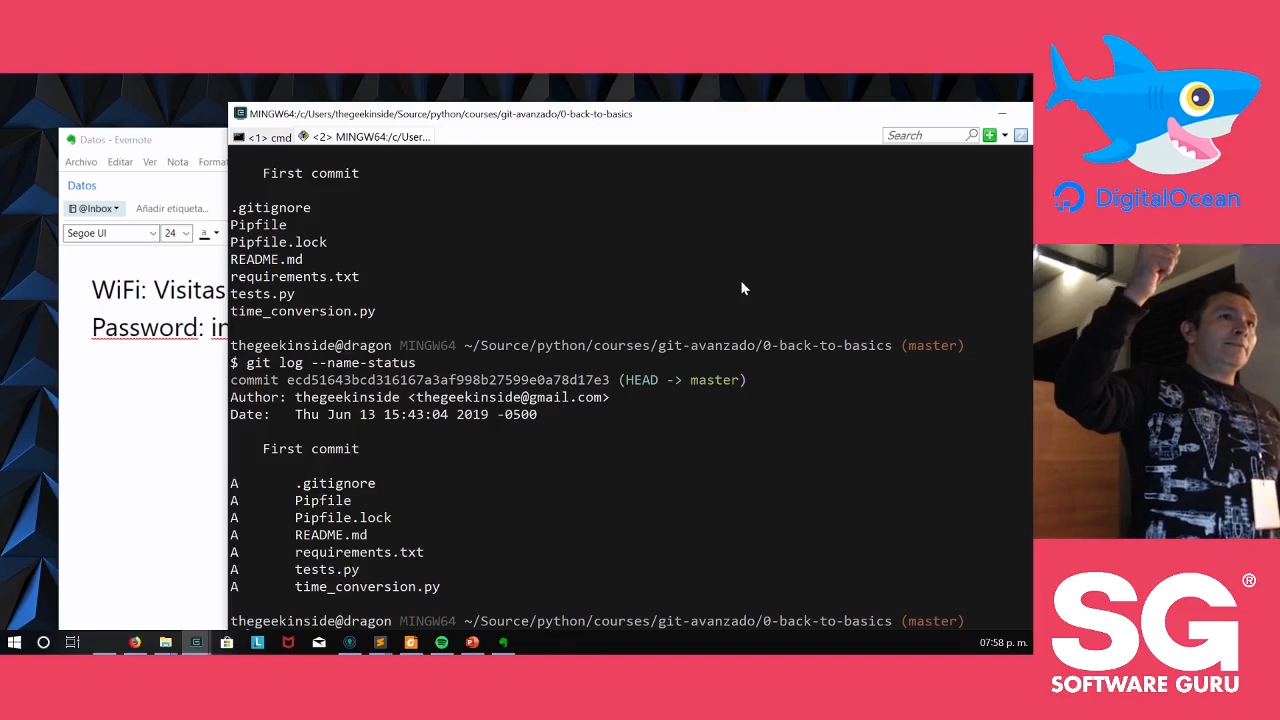 MINGW64:/c/Users/thegeekinside/Source/python/courses/git-avanzado/0-back-to-basics
<1> cmd
<2> MINGW64:/c/User...
Search
First commit
.gitignore
Pipfile
Pipfile.lock
README.md
requirements.txt
tests.py
time_conversion.py
thegeekinside@dragon MINGW64 ~/Source/python/courses/git-avanzado/0-back-to-basics (master)
$ git log --name-status
commit ecd51643bcd316167a3af998b27599e0a78d17e3 (HEAD -> master)
Author: thegeekinside <thegeekinside@gmail.com>
Date: Thu Jun 13 15:43:04 2019 -0500
First commit
A .gitignore
A Pipfile
A Pipfile.lock
A README.md
A requirements.txt
A tests.py
A time_conversion.py
thegeekinside@dragon MINGW64 ~/Source/python/courses/git-avanzado/0-back-to-basics (master)
Datos - Evernote
Archivo Editar Ver Nota Forma
Datos
@Inbox
Añadir etiqueta...
Segoe UI 24
WiFi: Visitas
Password: in
07:58 p. m.
DigitalOcean
SG®
SOFTWARE GURU